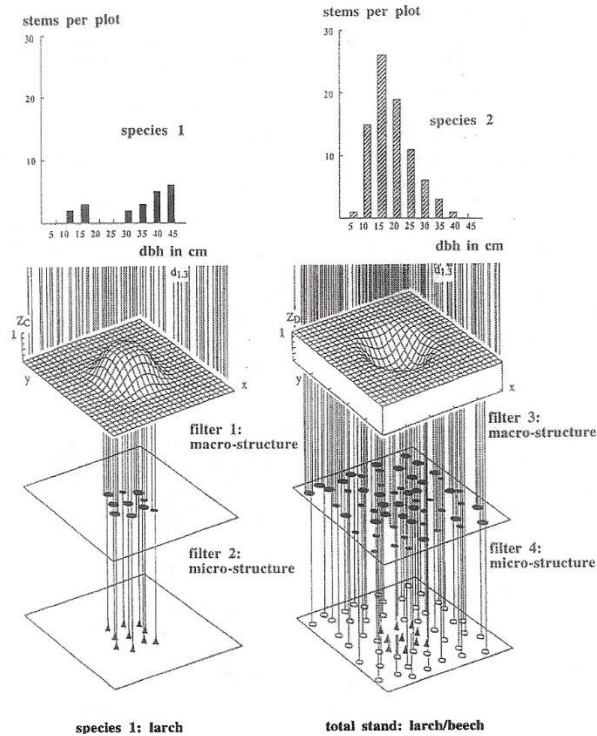 stems per plot
30
20
10
species 1
5 10 15 20 25 30 35 40 45
dbh in cm
stems per plot
30
20
10
species 2
5 10 15 20 25 30 35 40 45
dbh in cm
d1.3
ZC
1
y
x
filter 1:
macro-structure
filter 2:
micro-structure
species 1: larch
d1.3
1
y
x
filter 3:
macro-structure
filter 4:
micro-structure
total stand: larch/beech